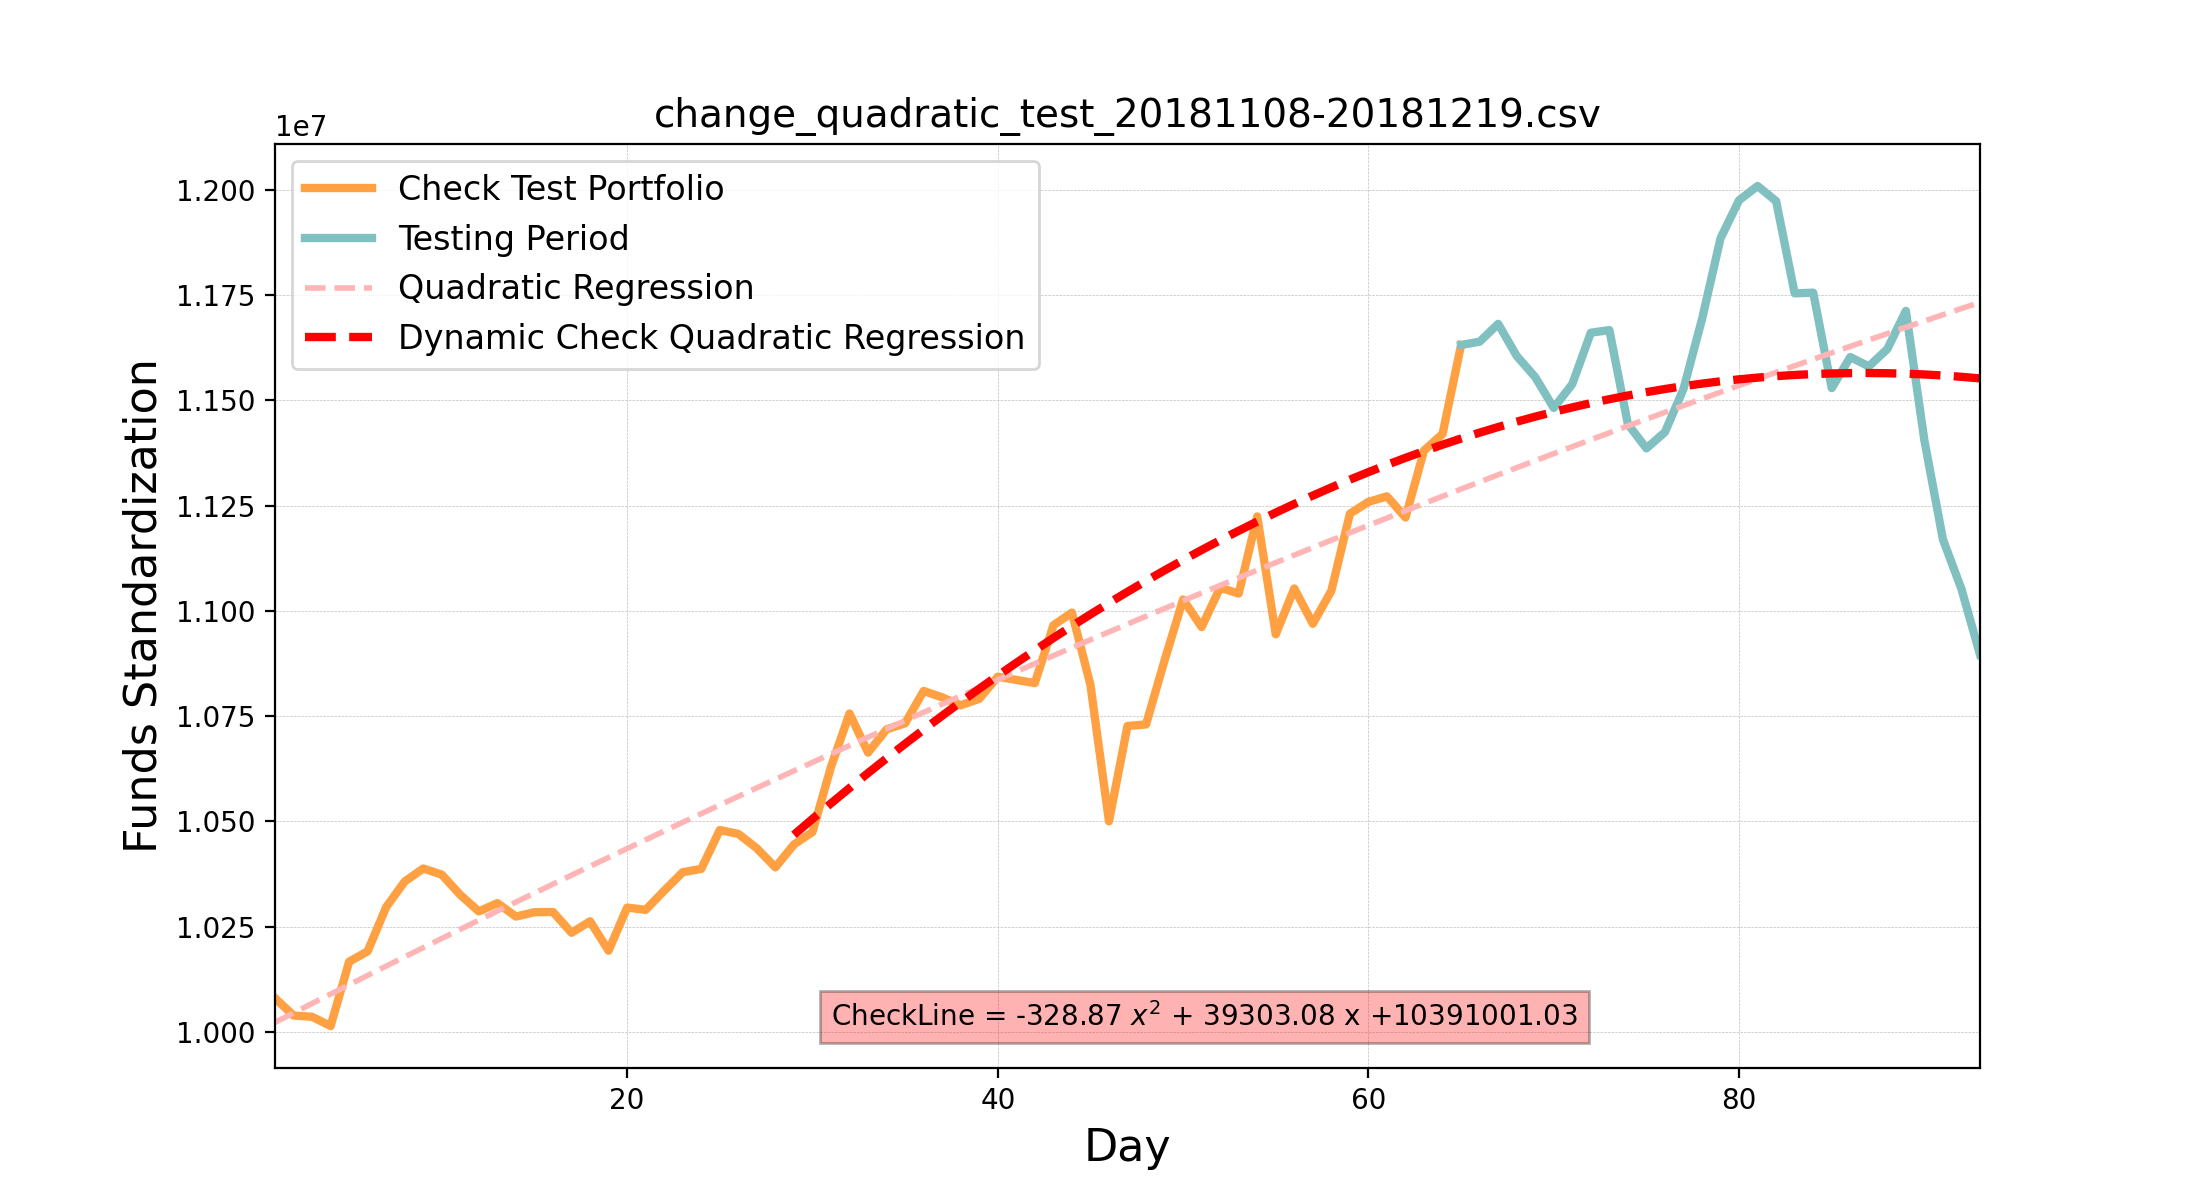 change_quadratic_test_20181108-20181219.csv
1e7
Check Test Portfolio
Testing Period
Quadratic Regression
Dynamic Check Quadratic Regression
1.200
1.175
1.150
1.125
1.100
1.075
1.050
1.025
1.000
Funds Standardization
CheckLine = -328.87 x² + 39303.08 x +10391001.03
20 40 60 80
Day